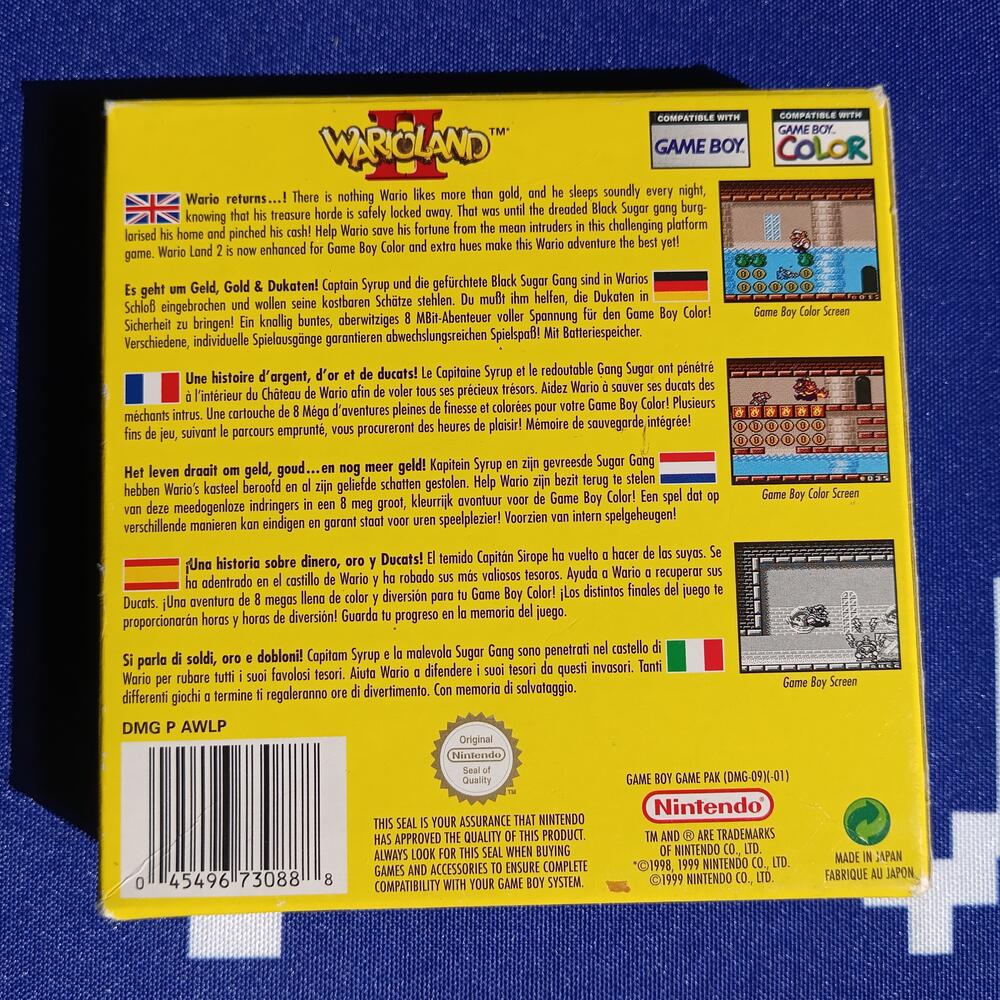 WARIOLAND II™*
COMPATIBLE WITH
GAME BOY™
COMPATIBLE WITH
GAME BOY™
COLOR
Wario returns...! There is nothing Wario likes more than gold, and he sleeps soundly every night,
knowing that his treasure horde is safely locked away. That was until the dreaded Black Sugar gang burg-
larised his home and pinched his cash! Help Wario save his fortune from the mean intruders in this challenging platform
game. Wario Land 2 is now enhanced for Game Boy Color and extra hues make this Wario adventure the best yet!
Game Boy Color Screen
Es geht um Geld, Gold & Dukaten! Captain Syrup und die gefürchtete Black Sugar Gang sind in Warios
Schloß eingebrochen und wollen seine kostbaren Schätze stehlen. Du mußt ihm helfen, die Dukaten in
Sicherheit zu bringen! Ein knallig buntes, aberwitziges 8 MBit-Abenteuer voller Spannung für den Game Boy Color!
Verschiedene, individuelle Spielausgänge garantieren abwechslungsreichen Spielspaß! Mit Batteriespeicher.
Une histoire d'argent, d'or et de ducats! Le Capitaine Syrup et le redoutable Gang Sugar ont pénétré
à l'intérieur du Château de Wario afin de voler tous ses précieux trésors. Aidez Wario à sauver ses ducats des
méchants intrus. Une cartouche de 8 Méga d'aventures pleines de finesse et colorées pour votre Game Boy Color! Plusieurs
fins de jeu, suivant le parcours emprunté, vous procureront des heures de plaisir! Mémoire de sauvegarde intégrée!
Game Boy Color Screen
Het leven draait om geld, goud...en nog meer geld! Kapitein Syrup en zijn gevreesde Sugar Gang
hebben Wario's kasteel beroofd en al zijn geliefde schatten gestolen. Help Wario zijn bezit terug te stelen
van deze meedogenloze indringers in een 8 meg groot, kleurrijk avontuur voor de Game Boy Color! Een spel dat op
verschillende manieren kan eindigen en garant staat voor uren speelplezier! Voorzien van intern spelgeheugen!
¡Una historia sobre dinero, oro y Ducats! El temido Capitán Sirope ha vuelto a hacer de las suyas. Se
ha adentrado en el castillo de Wario y ha robado sus más valiosos tesoros. Ayuda a Wario a recuperar sus
Ducats. ¡Una aventura de 8 megas llena de color y diversión para tu Game Boy Color! ¡Los distintos finales del juego te
proporcionarán horas y horas de diversión! Guarda tu progreso en la memoria del juego.
Si parla di soldi, oro e dobloni! Capitam Syrup e la malevola Sugar Gang sono penetrati nel castello di
Wario per rubare tutti i suoi favolosi tesori. Aiuta Wario a difendere i suoi tesori da questi invasori. Tanti
differenti giochi a termine ti regaleranno ore di divertimento. Con memoria di salvataggio.
Game Boy Screen
DMG P AWLP
0 45496 73088 8
Original
Nintendo
Seal of
Quality
TM
THIS SEAL IS YOUR ASSURANCE THAT NINTENDO
HAS APPROVED THE QUALITY OF THIS PRODUCT.
ALWAYS LOOK FOR THIS SEAL WHEN BUYING
GAMES AND ACCESSORIES TO ENSURE COMPLETE
COMPATIBILITY WITH YOUR GAME BOY SYSTEM.
GAME BOY GAME PAK (DMG-09)(-01)
Nintendo®
TM AND ® ARE TRADEMARKS
OF NINTENDO CO., LTD.
*©1998, 1999 NINTENDO CO., LTD.
©1999 NINTENDO CO., LTD.
MADE IN JAPAN
FABRIQUE AU JAPON